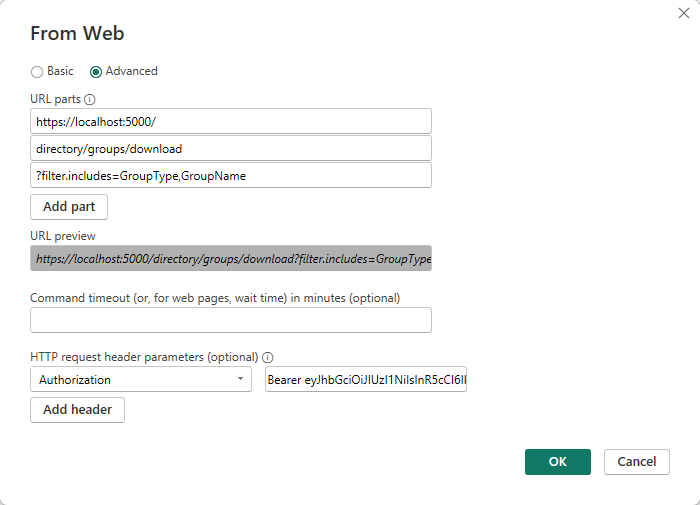 From Web
Basic Advanced
URL parts
https://localhost:5000/
directory/groups/download
?filter.includes=GroupType,GroupName
Add part
URL preview
https://localhost:5000/directory/groups/download?filter.includes=GroupType
Command timeout (or, for web pages, wait time) in minutes (optional)
HTTP request header parameters (optional)
Authorization Bearer eyJhbGciOiJIUzI1NiIsInR5cCI6Ik
Add header
OK Cancel